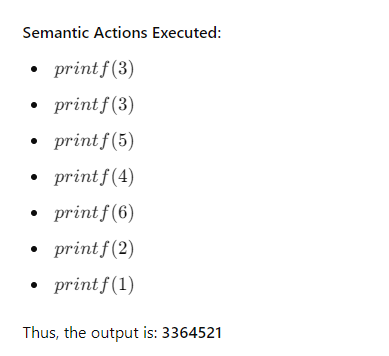 Semantic Actions Executed:
• printf(3)
• printf(3)
• printf(5)
• printf(4)
• printf(6)
• printf(2)
• printf(1)
Thus, the output is: 3364521